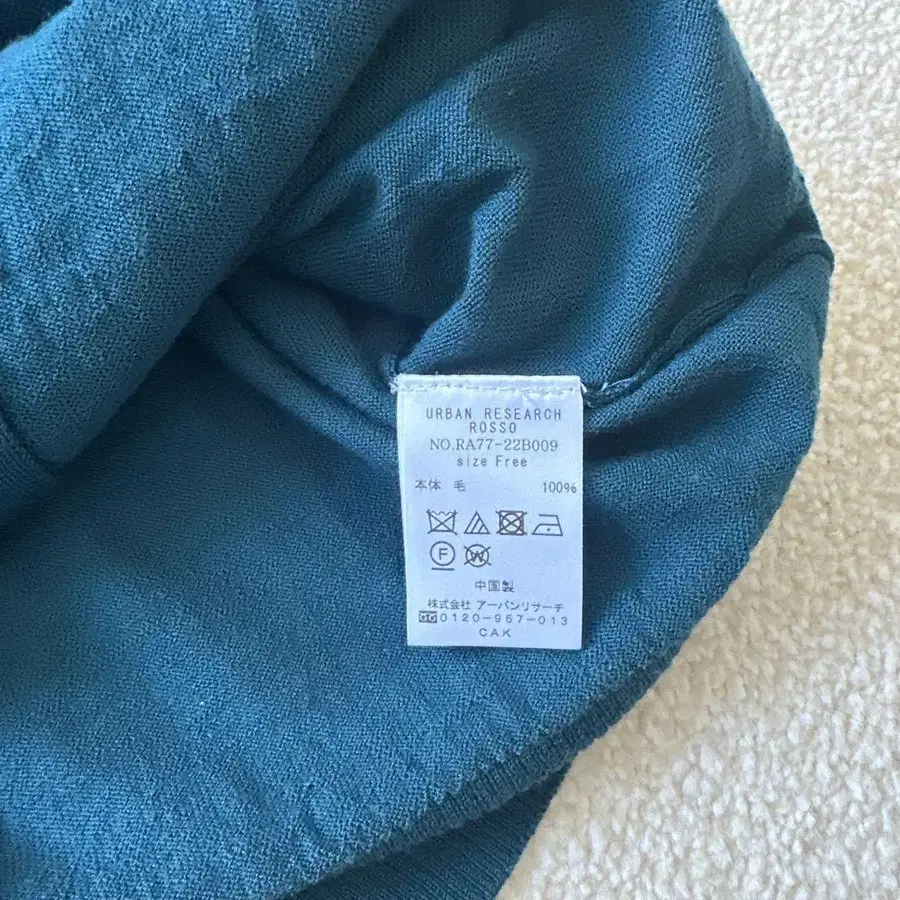 URBAN RESEARCH
ROSSO
NO.RA77-22B009
size Free
本体 毛 100%
F W
中国製
株式会社 アーバンリサーチ
0120-967-013
CAK